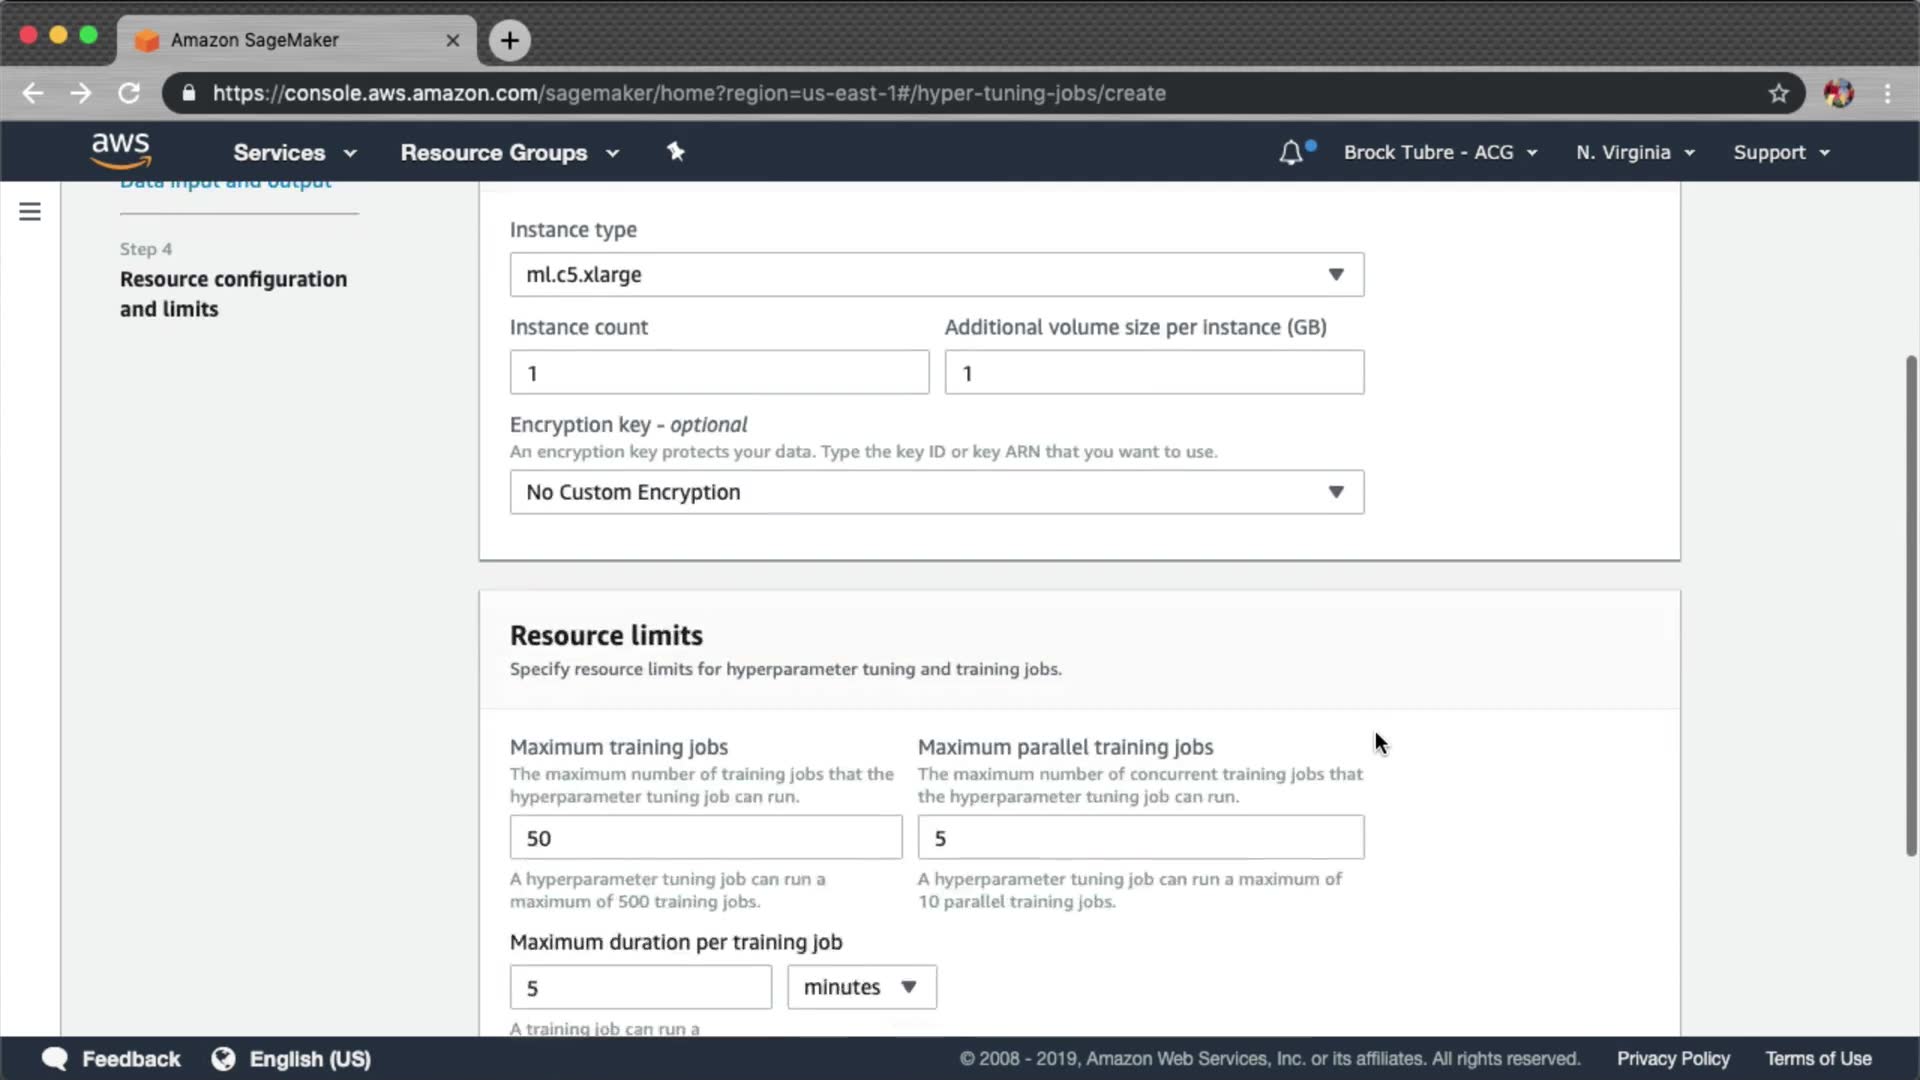 Amazon SageMaker
https://console.aws.amazon.com/sagemaker/home?region=us-east-1#/hyper-tuning-jobs/create
aws
Services
Resource Groups
Brock Tubre - ACG
N. Virginia
Support
Data input and output
Step 4
Resource configuration
and limits
Instance type
ml.c5.xlarge
Instance count
Additional volume size per instance (GB)
1
1
Encryption key - optional
An encryption key protects your data. Type the key ID or key ARN that you want to use.
No Custom Encryption
Resource limits
Specify resource limits for hyperparameter tuning and training jobs.
Maximum training jobs
The maximum number of training jobs that the
hyperparameter tuning job can run.
50
A hyperparameter tuning job can run a
maximum of 500 training jobs.
Maximum parallel training jobs
The maximum number of concurrent training jobs that
the hyperparameter tuning job can run.
5
A hyperparameter tuning job can run a maximum of
10 parallel training jobs.
Maximum duration per training job
5
minutes
A training job can run a
Feedback
English (US)
© 2008 - 2019, Amazon Web Services, Inc. or its affiliates. All rights reserved.
Privacy Policy
Terms of Use